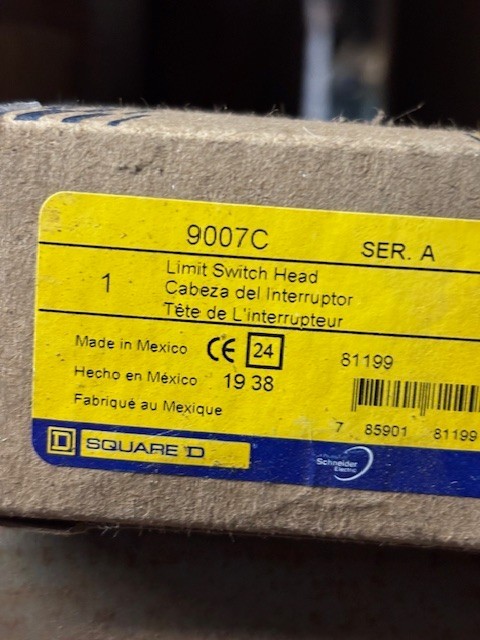 9007C SER. A
1 Limit Switch Head
Cabeza del Interruptor
Tête de L'interrupteur
Made in Mexico CE 24 81199
Hecho en México 19 38
Fabriqué au Mexique
7 85901 81199
D SQUARE D
Schneider
Electric